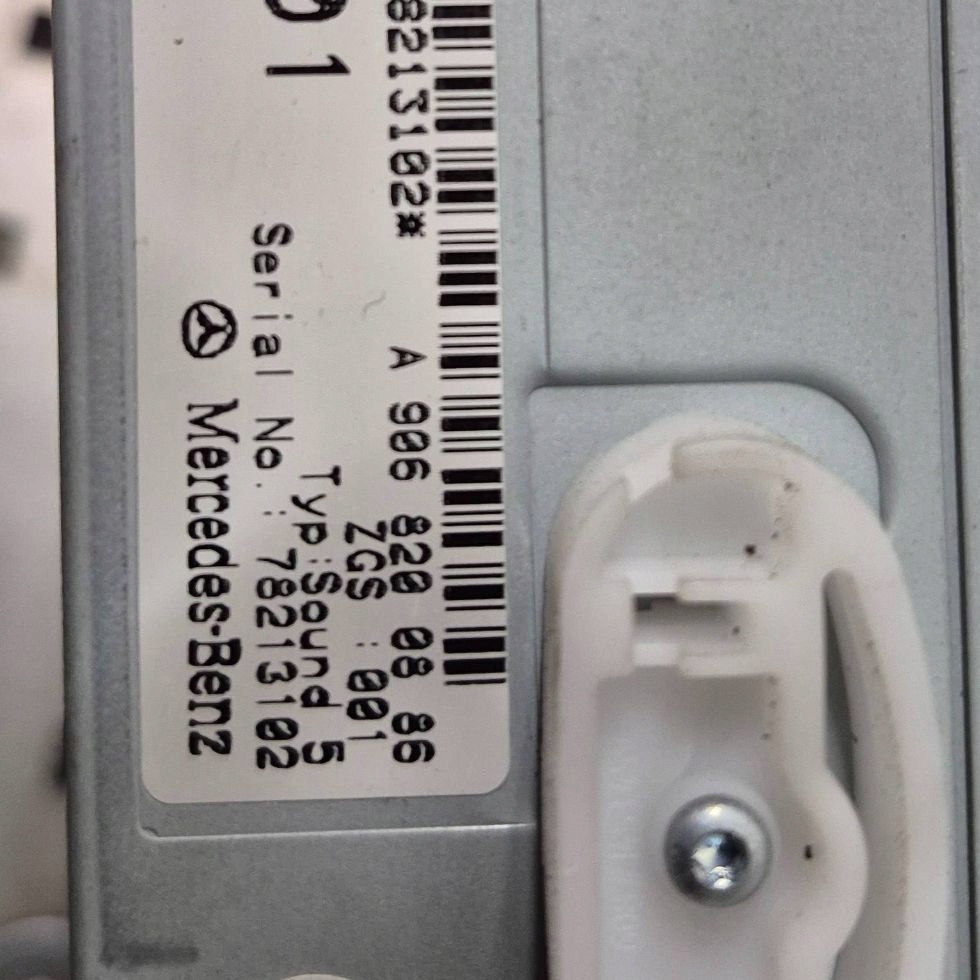 01
8213102*
A 906 820 08 86
ZGS :001
Typ:Sound 5
Serial No.: 78213102
Mercedes-Benz